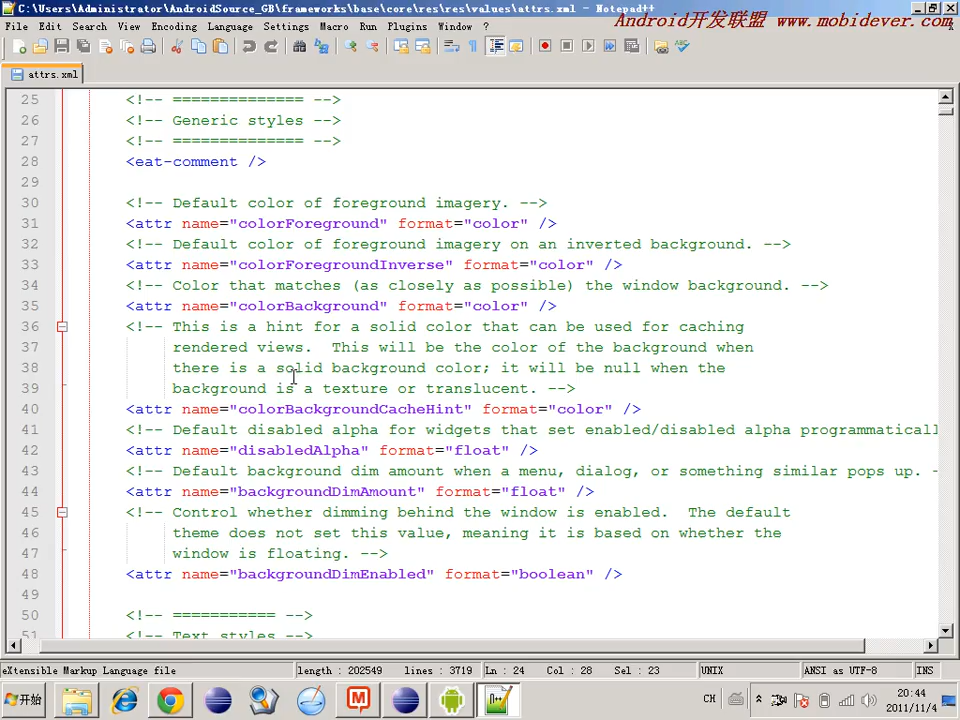 C:\Users\Administrator\AndroidSource_GB\frameworks\base\core\res\res\values\attrs.xml - Notepad++
Android开发联盟 www.mobidever.com
File Edit Search View Encoding Language Settings Macro Run Plugins Window ?
attrs.xml
25 <!-- ============== -->
26 <!-- Generic styles -->
27 <!-- ============== -->
28 <eat-comment />
29
30 <!-- Default color of foreground imagery. -->
31 <attr name="colorForeground" format="color" />
32 <!-- Default color of foreground imagery on an inverted background. -->
33 <attr name="colorForegroundInverse" format="color" />
34 <!-- Color that matches (as closely as possible) the window background. -->
35 <attr name="colorBackground" format="color" />
36 <!-- This is a hint for a solid color that can be used for caching
37 rendered views.  This will be the color of the background when
38 there is a solid background color; it will be null when the
39 background is a texture or translucent. -->
40 <attr name="colorBackgroundCacheHint" format="color" />
41 <!-- Default disabled alpha for widgets that set enabled/disabled alpha programmaticall
42 <attr name="disabledAlpha" format="float" />
43 <!-- Default background dim amount when a menu, dialog, or something similar pops up. -
44 <attr name="backgroundDimAmount" format="float" />
45 <!-- Control whether dimming behind the window is enabled.  The default
46 theme does not set this value, meaning it is based on whether the
47 window is floating. -->
48 <attr name="backgroundDimEnabled" format="boolean" />
49
50 <!-- =========== -->
51 <!-- Text styles -->
eXtensible Markup Language file length : 202549 lines : 3719 Ln : 24 Col : 28 Sel : 23 UNIX ANSI as UTF-8 INS
开始 CH 20:44
2011/11/4